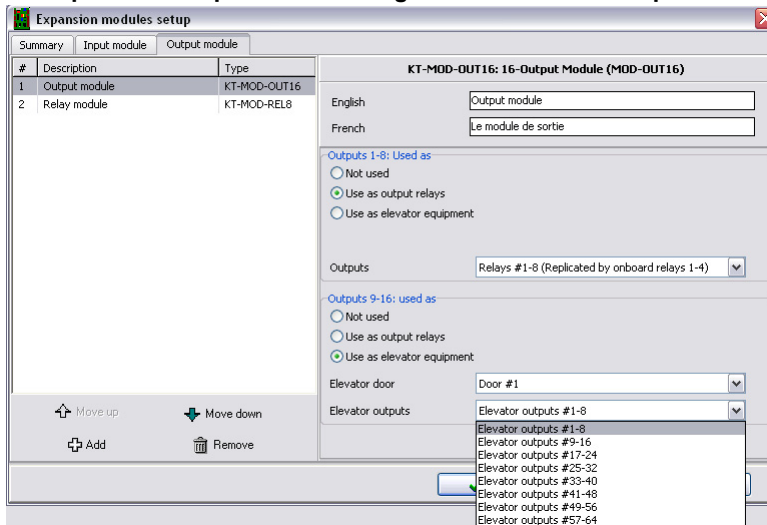 Expansion modules setup
Summary Input module Output module
# Description Type
1 Output module KT-MOD-OUT16
2 Relay module KT-MOD-REL8
Move up Move down
Add Remove
KT-MOD-OUT16: 16-Output Module (MOD-OUT16)
English Output module
French Le module de sortie
Outputs 1-8: Used as
Not used
Use as output relays
Use as elevator equipment
Outputs Relays #1-8 (Replicated by onboard relays 1-4)
Outputs 9-16: used as
Not used
Use as output relays
Use as elevator equipment
Elevator door Door #1
Elevator outputs Elevator outputs #1-8
Elevator outputs #1-8
Elevator outputs #9-16
Elevator outputs #17-24
Elevator outputs #25-32
Elevator outputs #33-40
Elevator outputs #41-48
Elevator outputs #49-56
Elevator outputs #57-64